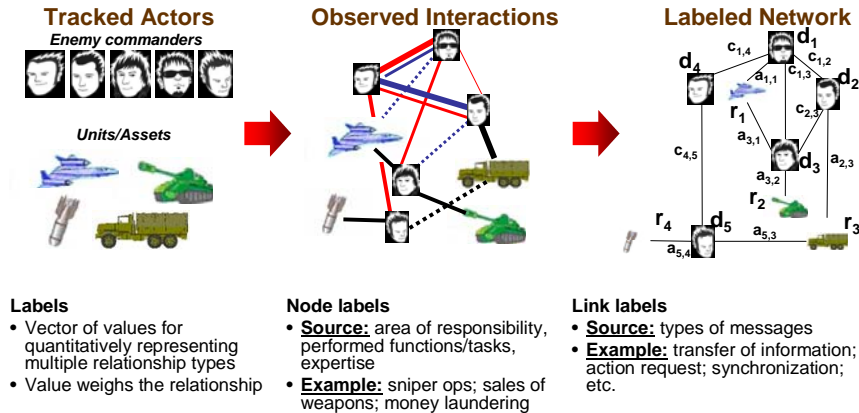 Tracked Actors
Enemy commanders
Units/Assets
Observed Interactions
Labeled Network
d1
c1,4
c1,2
d4
a1,1
c1,3
d2
r1
c2,3
a3,1
d3
c4,5
a3,2
a2,3
r2
r4
d5
r3
a5,4
a5,3
Labels
• Vector of values for
quantitatively representing
multiple relationship types
• Value weighs the relationship
Node labels
• Source: area of responsibility,
performed functions/tasks,
expertise
• Example: sniper ops; sales of
weapons; money laundering
Link labels
• Source: types of messages
• Example: transfer of information;
action request; synchronization;
etc.